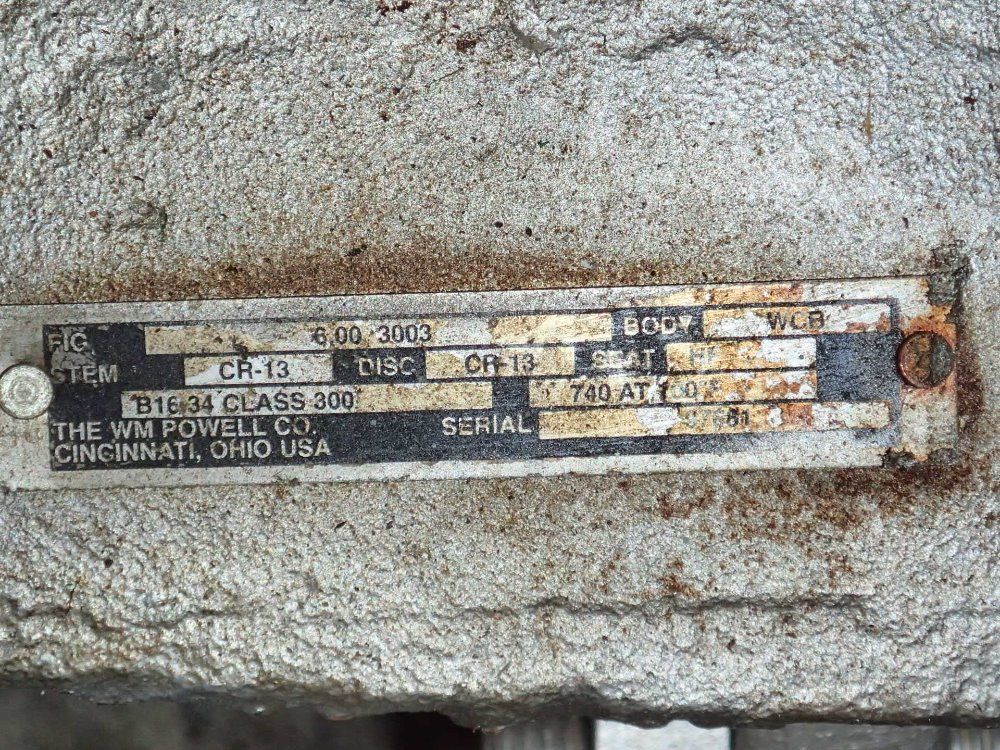 FIG. 6.00 3003 BODY WCB
STEM CR-13 DISC CR-13 SEAT HF
B16.34 CLASS 300 740 AT
THE WM POWELL CO. SERIAL
CINCINNATI, OHIO USA